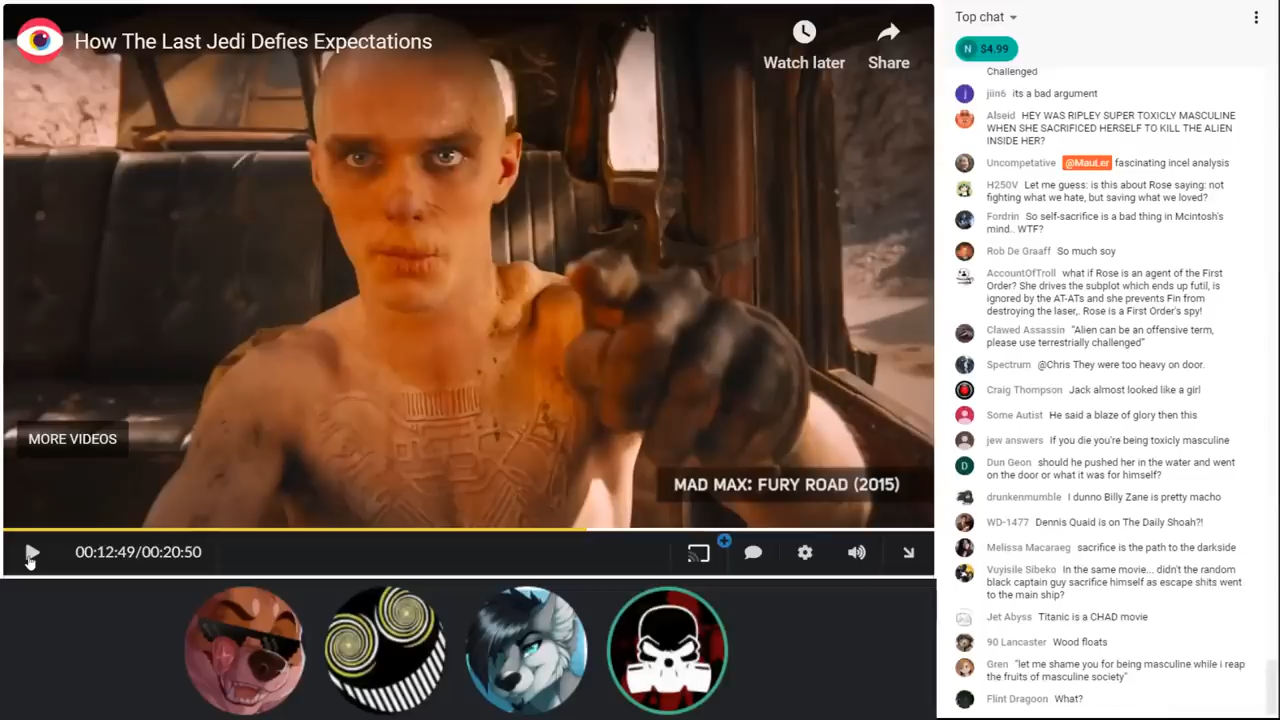 How The Last Jedi Defies Expectations
Watch later
Share
MORE VIDEOS
MAD MAX: FURY ROAD (2015)
00:12:49/00:20:50
Top chat
N $4.99
Challenged
jiin6 its a bad argument
Alseid HEY WAS RIPLEY SUPER TOXICLY MASCULINE
WHEN SHE SACRIFICED HERSELF TO KILL THE ALIEN
INSIDE HER?
Uncompetative @MauLer fascinating incel analysis
H250V Let me guess: is this about Rose saying: not
fighting what we hate, but saving what we loved?
Fordrin So self-sacrifice is a bad thing in Mcintosh's
mind.. WTF?
Rob De Graaff So much soy
AccountOfTroll what if Rose is an agent of the First
Order? She drives the subplot which ends up futil, is
ignored by the AT-ATs and she prevents Fin from
destroying the laser,. Rose is a First Order's spy!
Clawed Assassin "Alien can be an offensive term,
please use terrestrially challenged"
Spectrum @Chris They were too heavy on door.
Craig Thompson Jack almost looked like a girl
Some Autist He said a blaze of glory then this
jew answers If you die you're being toxicly masculine
D
Dun Geon should he pushed her in the water and went
on the door or what it was for himself?
drunkenmumble I dunno Billy Zane is pretty macho
WD-1477 Dennis Quaid is on The Daily Shoah?!
Melissa Macaraeg sacrifice is the path to the darkside
Vuyisile Sibeko In the same movie... didn't the random
black captain guy sacrifice himself as escape shits went
to the main ship?
Jet Abyss Titanic is a CHAD movie
90 Lancaster Wood floats
Gren "let me shame you for being masculine while i reap
the fruits of masculine society"
Flint Dragoon What?